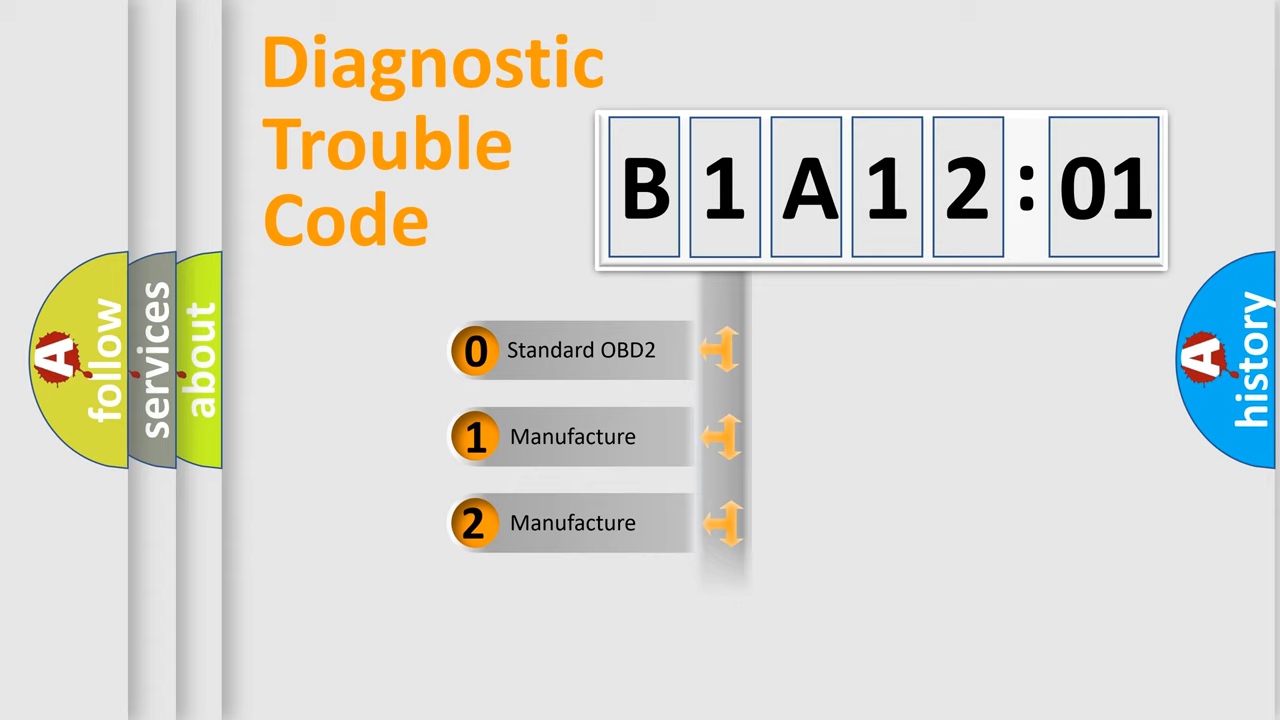 Diagnostic
Trouble
Code
B 1 A 1 2 : 01
0 Standard OBD2
1 Manufacture
2 Manufacture
A follow
services
about
A history